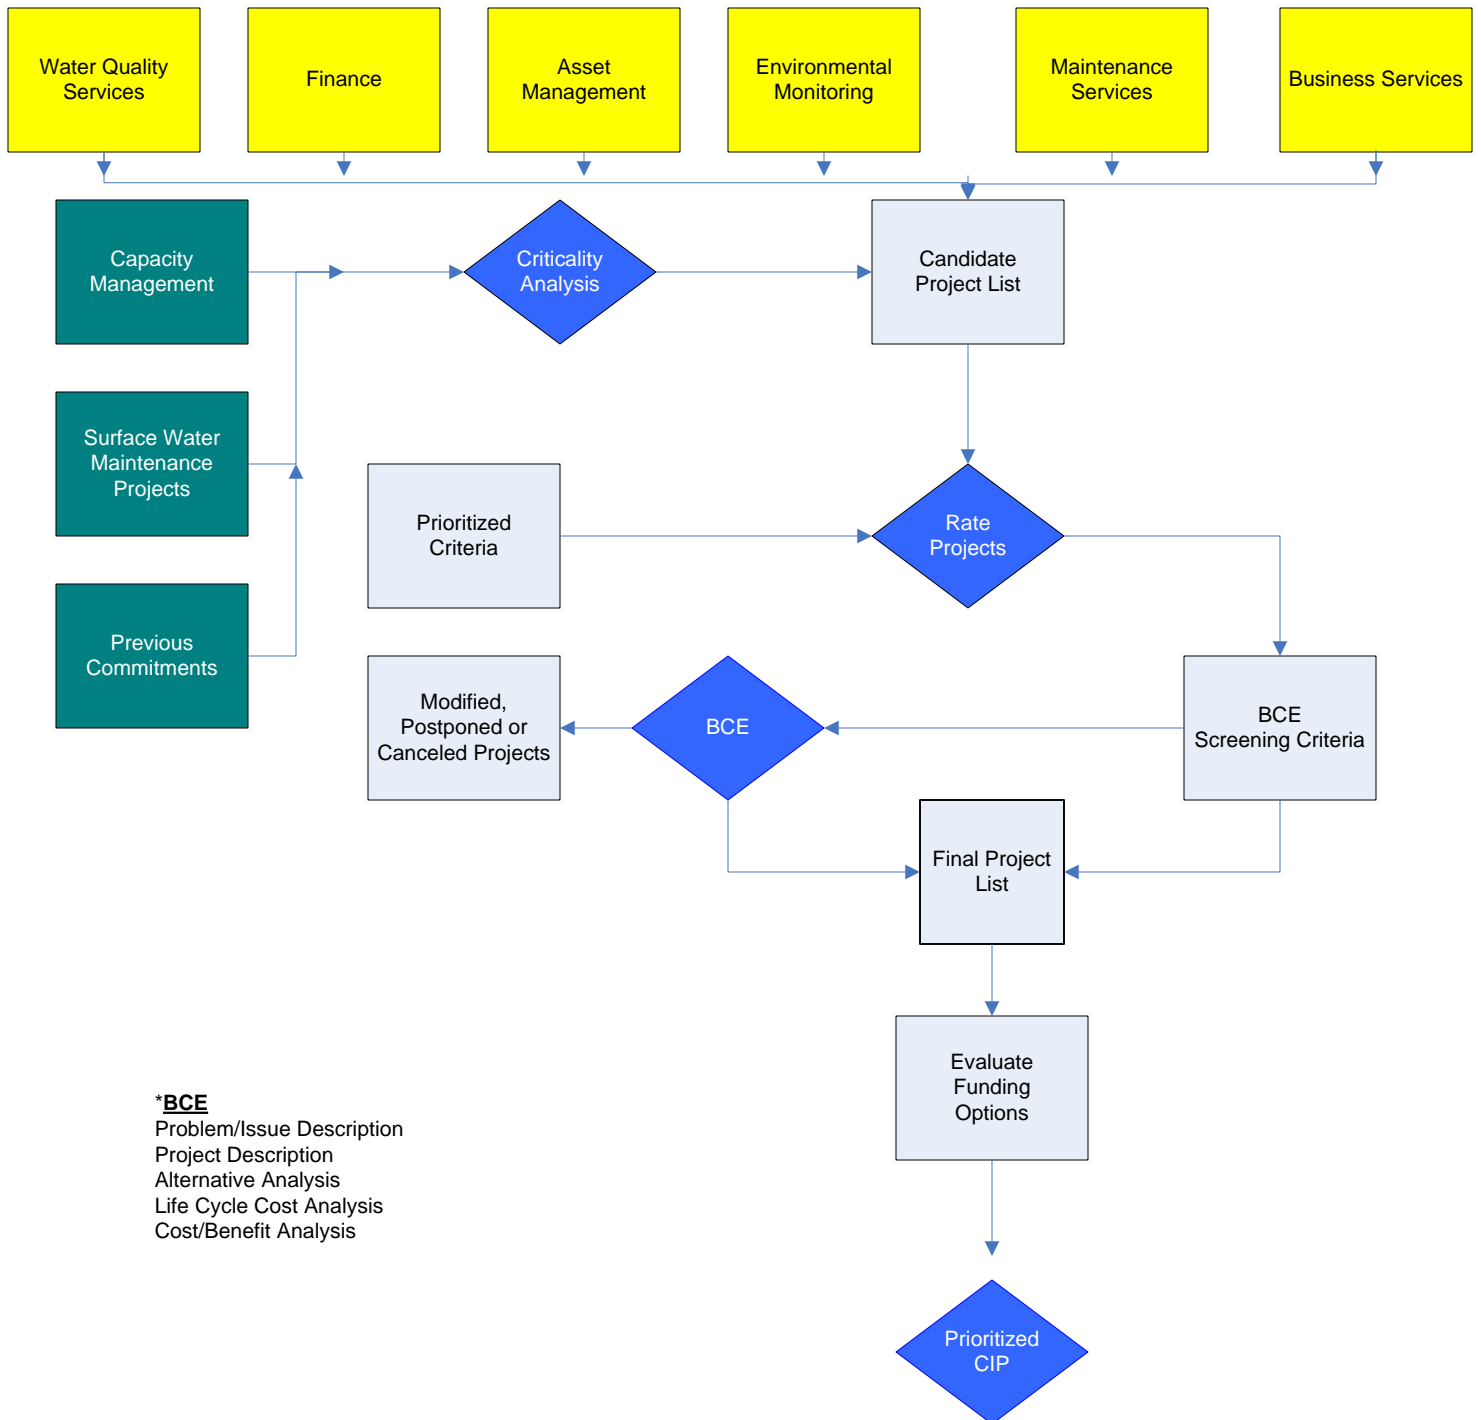 Water Quality
Services
Finance
Asset
Management
Environmental
Monitoring
Maintenance
Services
Business Services
Capacity
Management
Criticality
Analysis
Candidate
Project List
Surface Water
Maintenance
Projects
Prioritized
Criteria
Rate
Projects
Previous
Commitments
Modified,
Postponed or
Canceled Projects
BCE
BCE
Screening Criteria
Final Project
List
Evaluate
Funding
Options
*BCE
Problem/Issue Description
Project Description
Alternative Analysis
Life Cycle Cost Analysis
Cost/Benefit Analysis
Prioritized
CIP